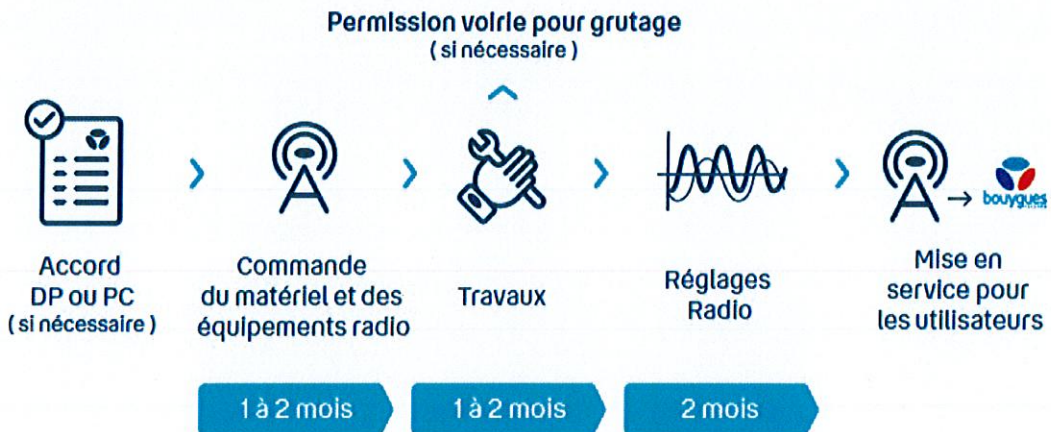 Permission voirie pour grutage
( si nécessaire )
Accord
DP ou PC
( si nécessaire )
Commande
du matériel et des
équipements radio
Travaux
Réglages
Radio
bouygues
Mise en
service pour
les utilisateurs
1 à 2 mois
1 à 2 mois
2 mois